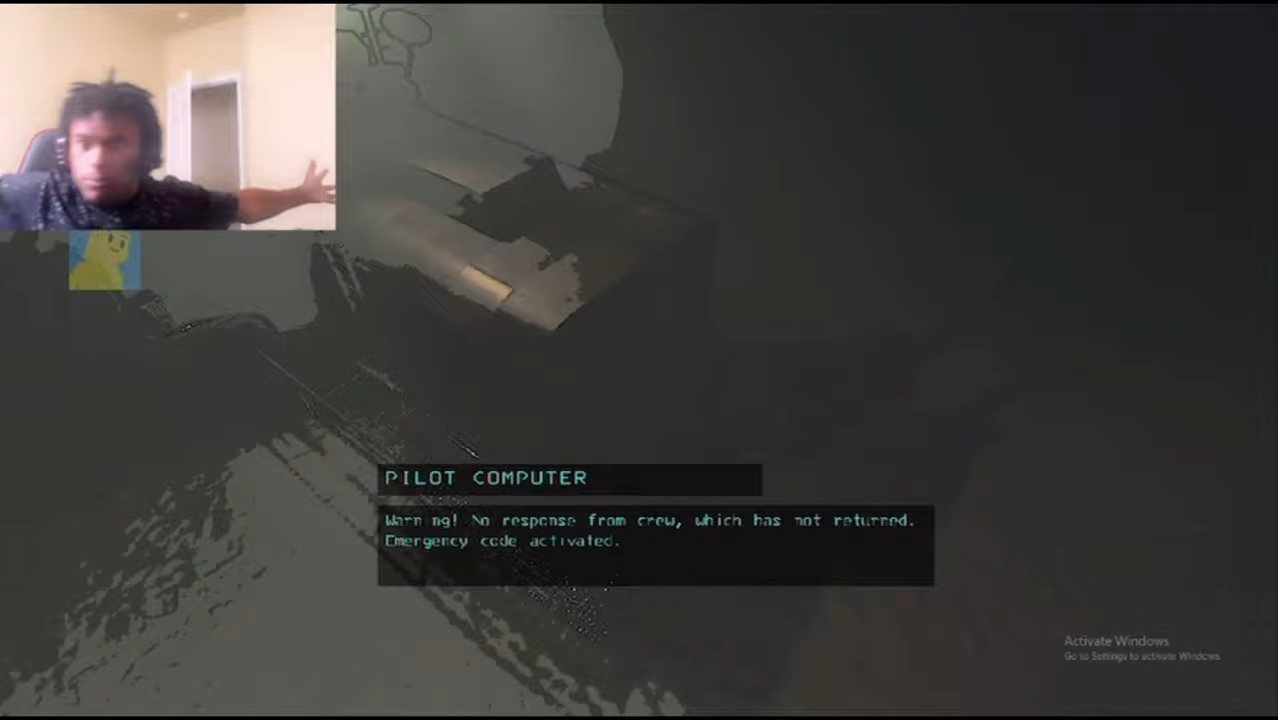 PILOT COMPUTER
Warning! No response from crew, which has not returned.
Emergency code activated.
Activate Windows
Go to Settings to activate Windows.